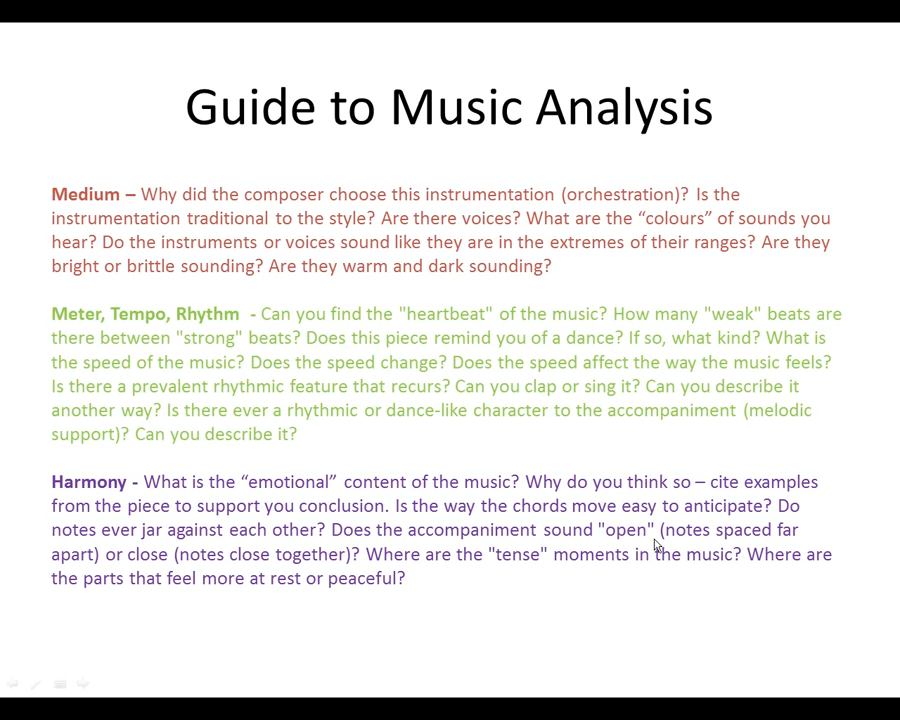 Guide to Music Analysis
Medium – Why did the composer choose this instrumentation (orchestration)? Is the
instrumentation traditional to the style? Are there voices? What are the “colours” of sounds you
hear? Do the instruments or voices sound like they are in the extremes of their ranges? Are they
bright or brittle sounding? Are they warm and dark sounding?
Meter, Tempo, Rhythm  - Can you find the "heartbeat" of the music? How many "weak" beats are
there between "strong" beats? Does this piece remind you of a dance? If so, what kind? What is
the speed of the music? Does the speed change? Does the speed affect the way the music feels?
Is there a prevalent rhythmic feature that recurs? Can you clap or sing it? Can you describe it
another way? Is there ever a rhythmic or dance-like character to the accompaniment (melodic
support)? Can you describe it?
Harmony - What is the “emotional” content of the music? Why do you think so – cite examples
from the piece to support you conclusion. Is the way the chords move easy to anticipate? Do
notes ever jar against each other? Does the accompaniment sound "open" (notes spaced far
apart) or close (notes close together)? Where are the "tense" moments in the music? Where are
the parts that feel more at rest or peaceful?